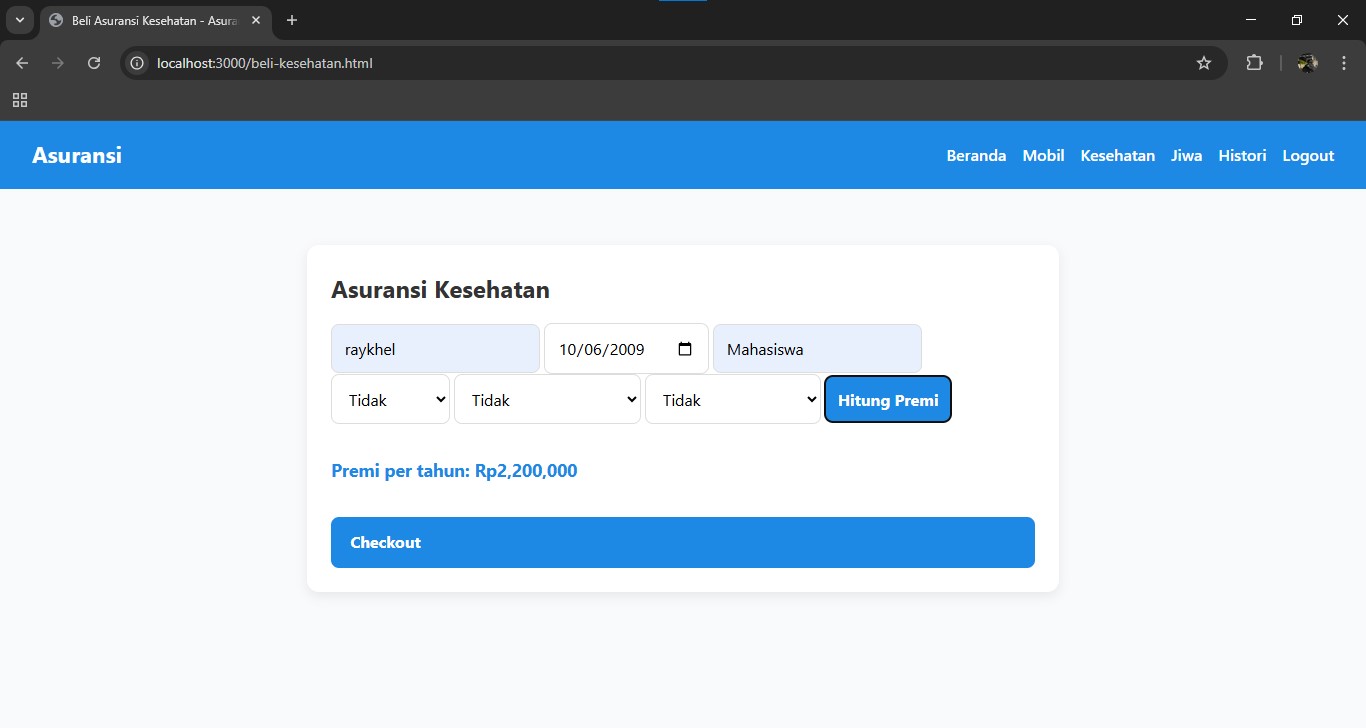 Beli Asuransi Kesehatan - Asura
localhost:3000/beli-kesehatan.html
Asuransi
Beranda Mobil Kesehatan Jiwa Histori Logout
Asuransi Kesehatan
raykhel 10/06/2009 Mahasiswa
Tidak Tidak Tidak Hitung Premi
Premi per tahun: Rp2,200,000
Checkout